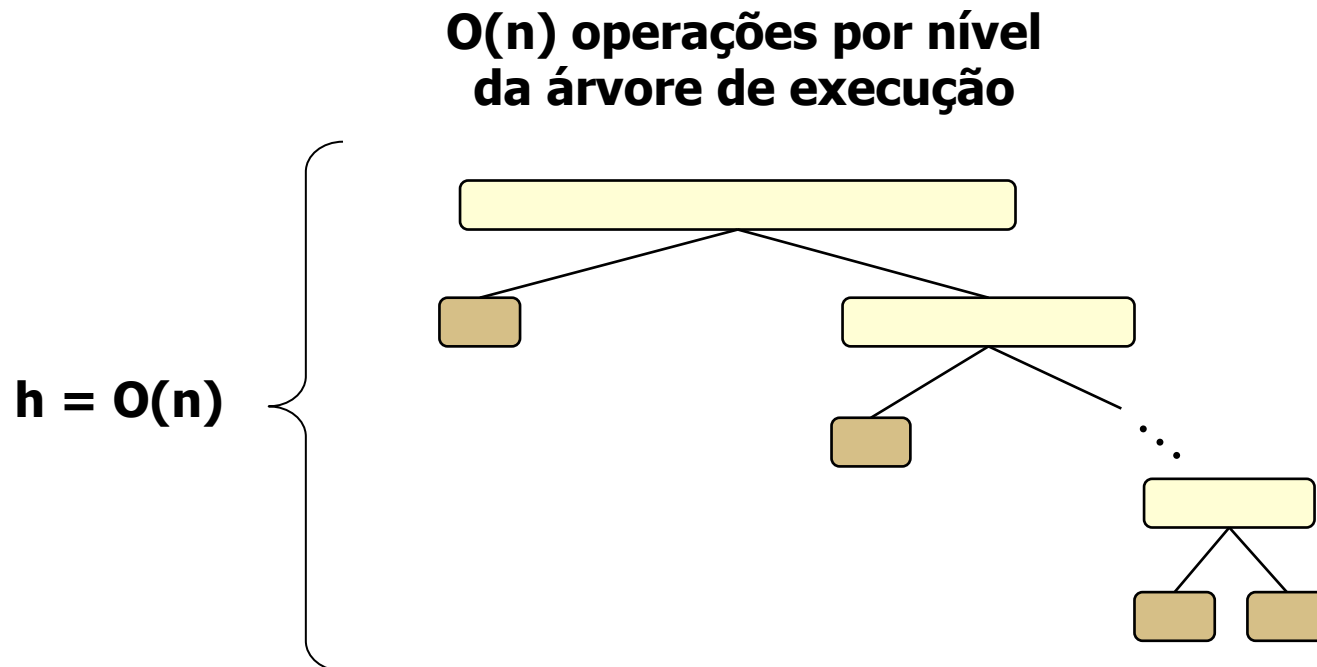 O(n) operações por nível
da árvore de execução
h = O(n)